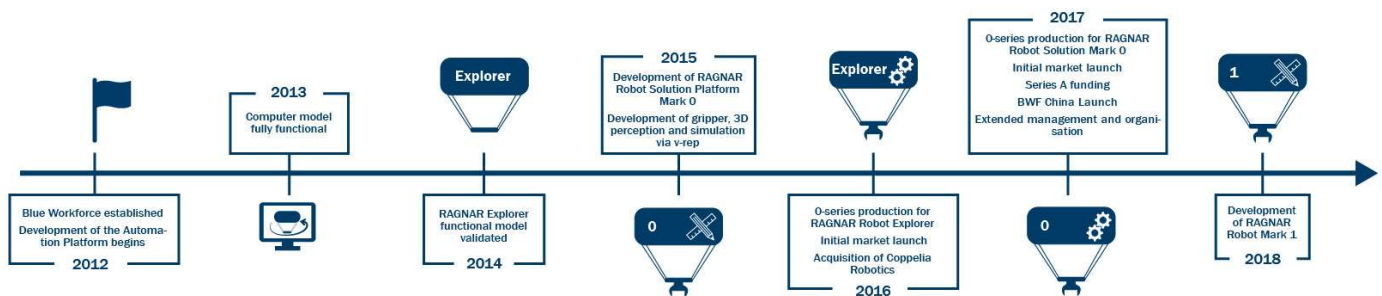 Blue Workforce established
Development of the Automa-
tion Platform begins
2012
2013
Computer model
fully functional
Explorer
RAGNAR Explorer
functional model
validated
2014
2015
Development of RAGNAR
Robot Solution Platform
Mark 0
Development of gripper, 3D
perception and simulation
via v-rep
0
Explorer
0-series production for
RAGNAR Robot Explorer
Initial market launch
Acquisition of Coppelia
Robotics
2016
2017
0-series production for RAGNAR
Robot Solution Mark 0
Initial market launch
Series A funding
BWF China Launch
Extended management and organi-
sation
0
1
Development
of RAGNAR
Robot Mark 1
2018